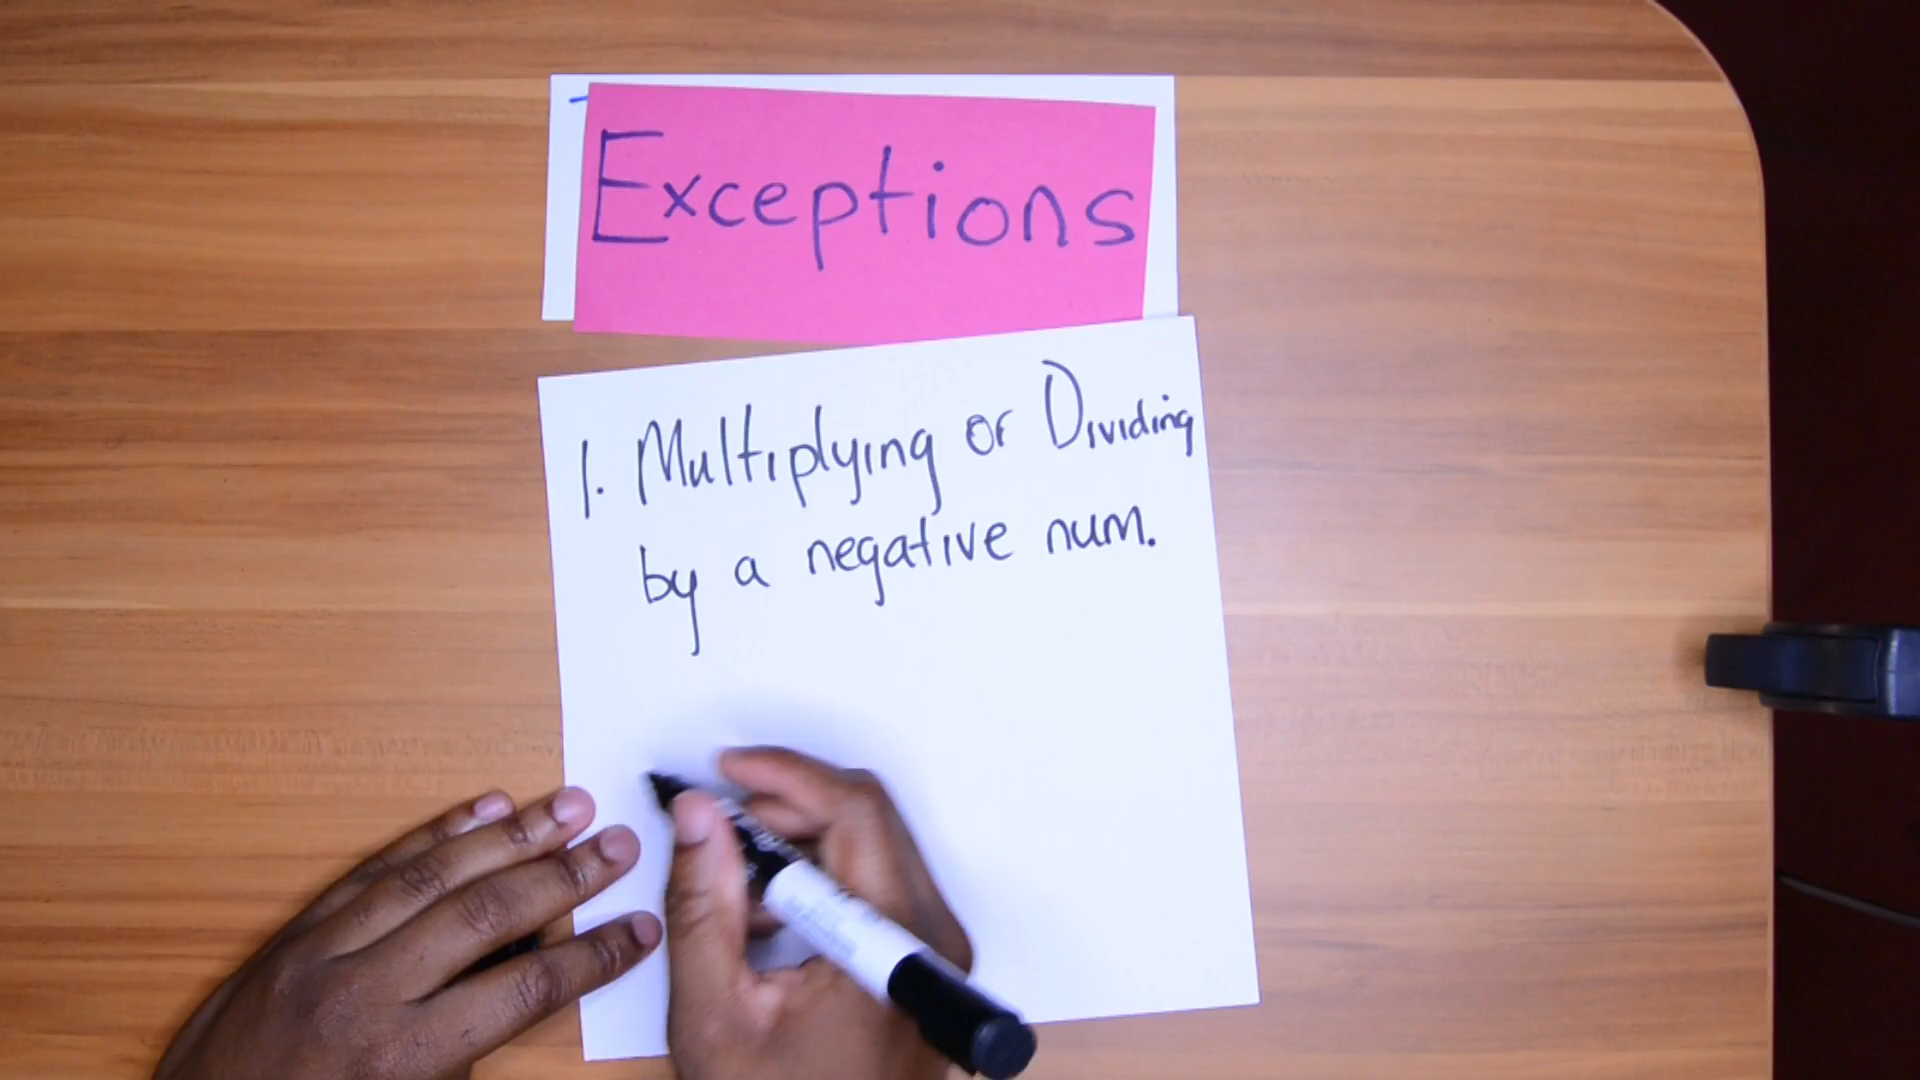 Exceptions
1. Multiplying or Dividing
by a negative num.